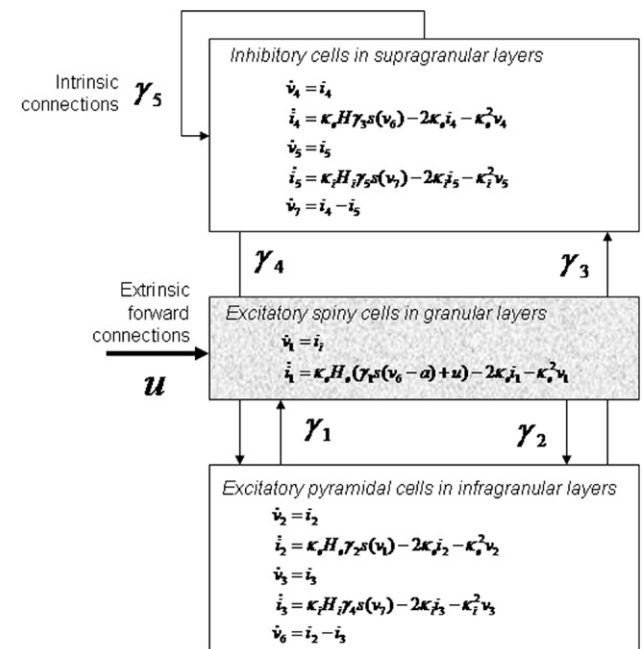 Inhibitory cells in supragranular layers
Intrinsic
connections γ₅
v̇₄ = i₄
i̇₄ = κₑHγ₃s(v₆) − 2κₑi₄ − κₑ²v₄
v̇₅ = i₅
i̇₅ = κᵢHᵢγ₅s(v₇) − 2κᵢi₅ − κᵢ²v₅
v̇₇ = i₄ − i₅
γ₄
γ₃
Extrinsic
forward
connections
u
Excitatory spiny cells in granular layers
v̇₁ = iᵢ
i̇₁ = κₑHₑ(γ₁s(v₆ − a) + u) − 2κₑi₁ − κₑ²v₁
γ₁
γ₂
Excitatory pyramidal cells in infragranular layers
v̇₂ = i₂
i̇₂ = κₑHₑγ₂s(v₁) − 2κₑi₂ − κₑ²v₂
v̇₃ = i₃
i̇₃ = κᵢHᵢγ₄s(v₇) − 2κᵢi₃ − κᵢ²v₃
v̇₆ = i₂ − i₃